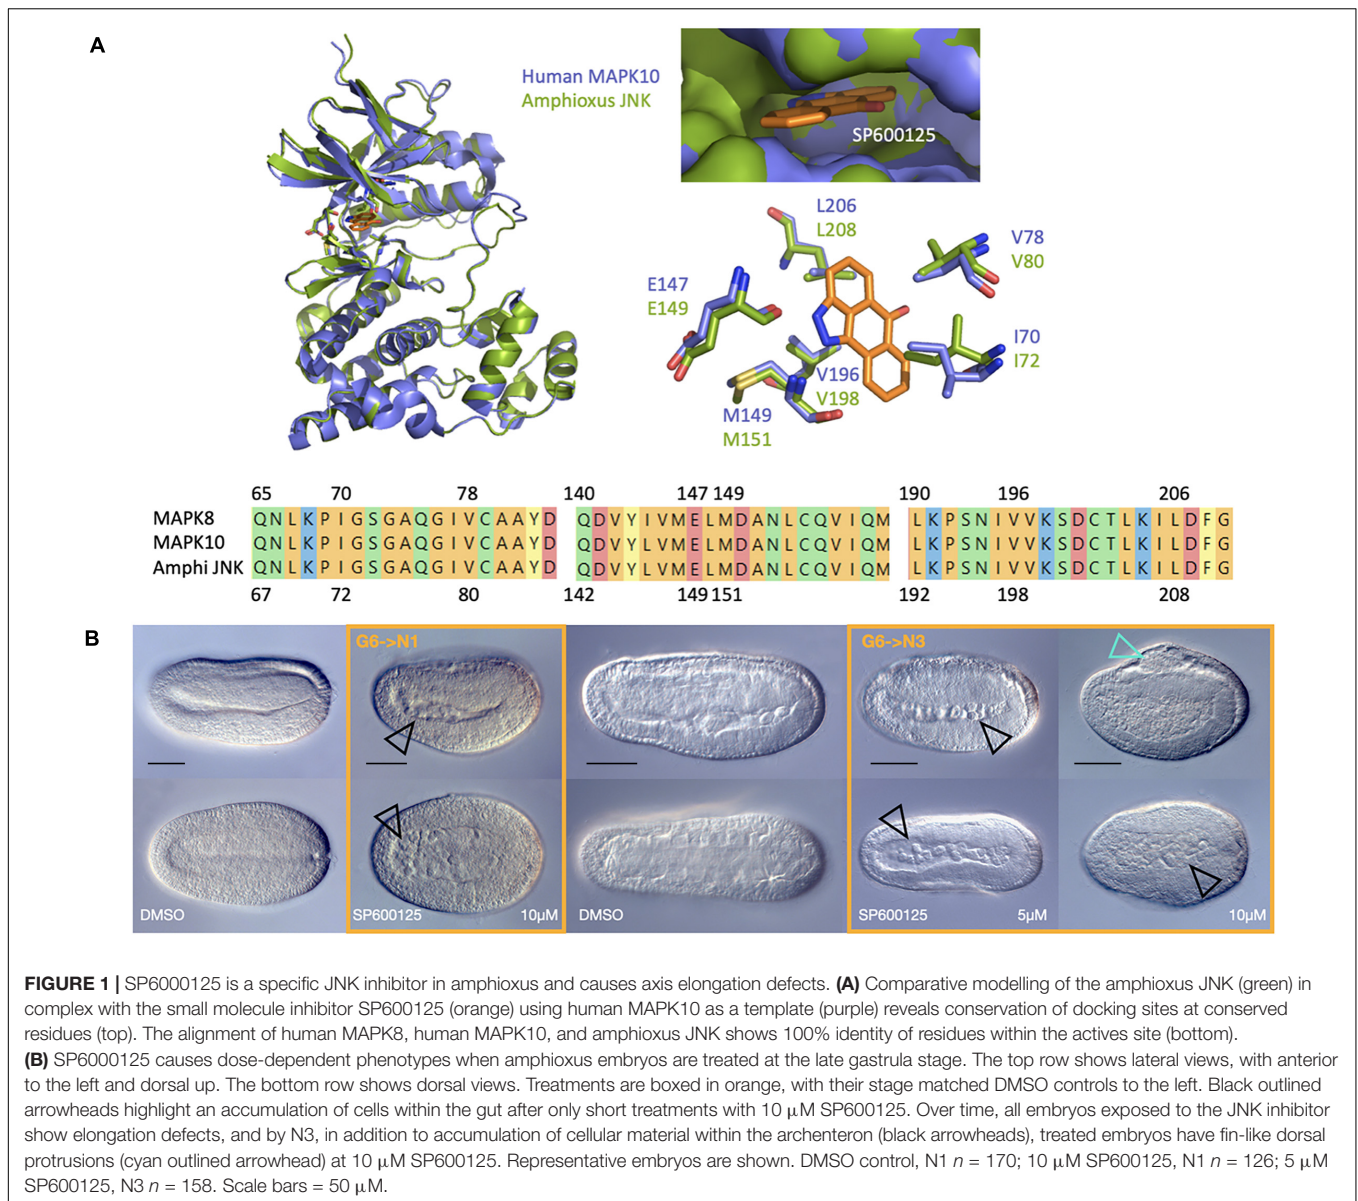 A
Human MAPK10
Amphioxus JNK
SP600125
L206
L208
V78
V80
E147
E149
I70
I72
V196
V198
M149
M151
65 70 78 140 147 149 190 196 206
MAPK8 QNLKPIGSGAQGIVCAAYD QDVYIVMELMDANLCQVIQM LKPSNIVVKSDCTLKILDFG
MAPK10 QNLKPIGSGAQGIVCAAYD QDVYLVMELMDANLCQVIQM LKPSNIVVKSDCTLKILDFG
Amphi JNK QNLKPIGSGAQGIVCAAYD QDVYLVMELMDANLCQVIQM LKPSNIVVKSDCTLKILDFG
67 72 80 142 149 151 192 198 208
B
G6->N1
G6->N3
DMSO SP600125 10µM DMSO SP600125 5µM 10µM
FIGURE 1 | SP6000125 is a specific JNK inhibitor in amphioxus and causes axis elongation defects. (A) Comparative modelling of the amphioxus JNK (green) in
complex with the small molecule inhibitor SP600125 (orange) using human MAPK10 as a template (purple) reveals conservation of docking sites at conserved
residues (top). The alignment of human MAPK8, human MAPK10, and amphioxus JNK shows 100% identity of residues within the actives site (bottom).
(B) SP6000125 causes dose-dependent phenotypes when amphioxus embryos are treated at the late gastrula stage. The top row shows lateral views, with anterior
to the left and dorsal up. The bottom row shows dorsal views. Treatments are boxed in orange, with their stage matched DMSO controls to the left. Black outlined
arrowheads highlight an accumulation of cells within the gut after only short treatments with 10 µM SP600125. Over time, all embryos exposed to the JNK inhibitor
show elongation defects, and by N3, in addition to accumulation of cellular material within the archenteron (black arrowheads), treated embryos have fin-like dorsal
protrusions (cyan outlined arrowhead) at 10 µM SP600125. Representative embryos are shown. DMSO control, N1 n = 170; 10 µM SP600125, N1 n = 126; 5 µM
SP600125, N3 n = 158. Scale bars = 50 µM.